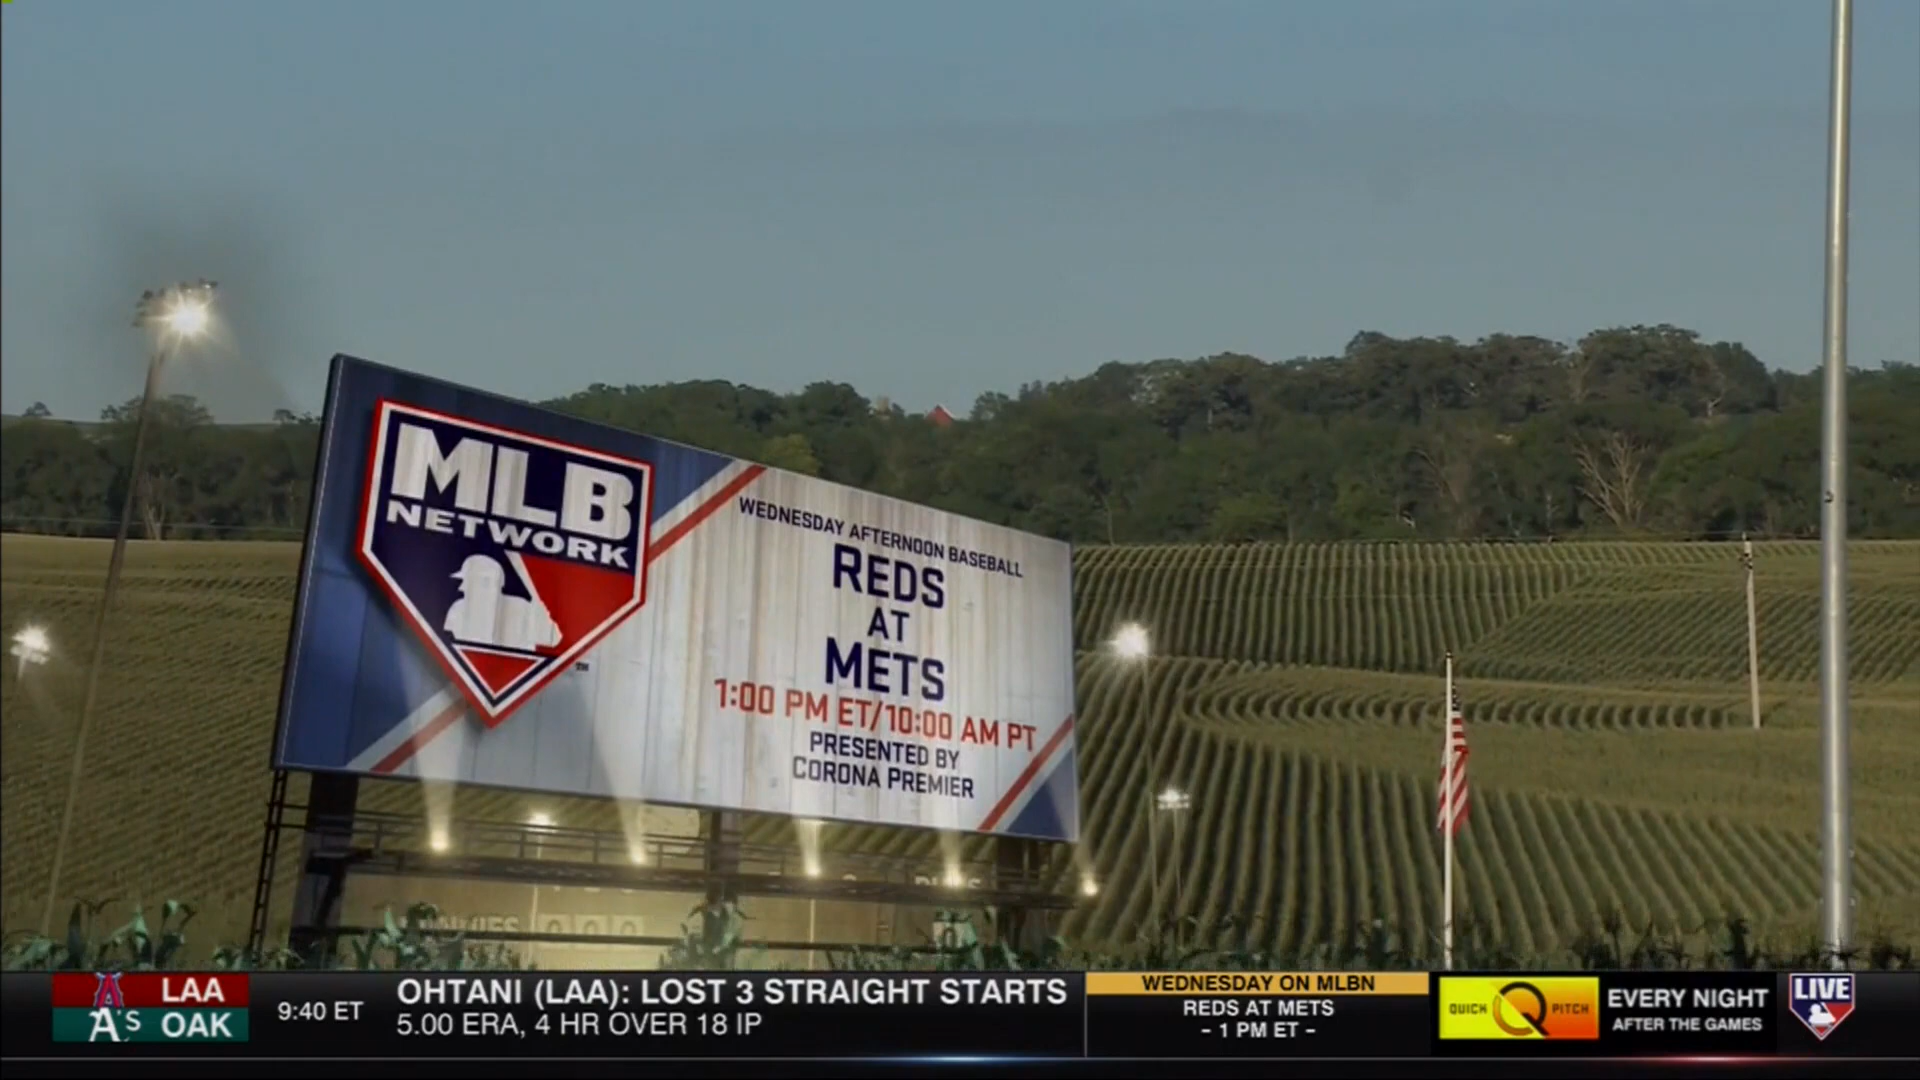 MLB
NETWORK
TM
WEDNESDAY AFTERNOON BASEBALL
REDS
AT
METS
1:00 PM ET/10:00 AM PT
PRESENTED BY
CORONA PREMIER
A
LAA
A's
OAK
9:40 ET
OHTANI (LAA): LOST 3 STRAIGHT STARTS
5.00 ERA, 4 HR OVER 18 IP
WEDNESDAY ON MLBN
REDS AT METS
- 1 PM ET -
QUICK Q PITCH
EVERY NIGHT
AFTER THE GAMES
LIVE